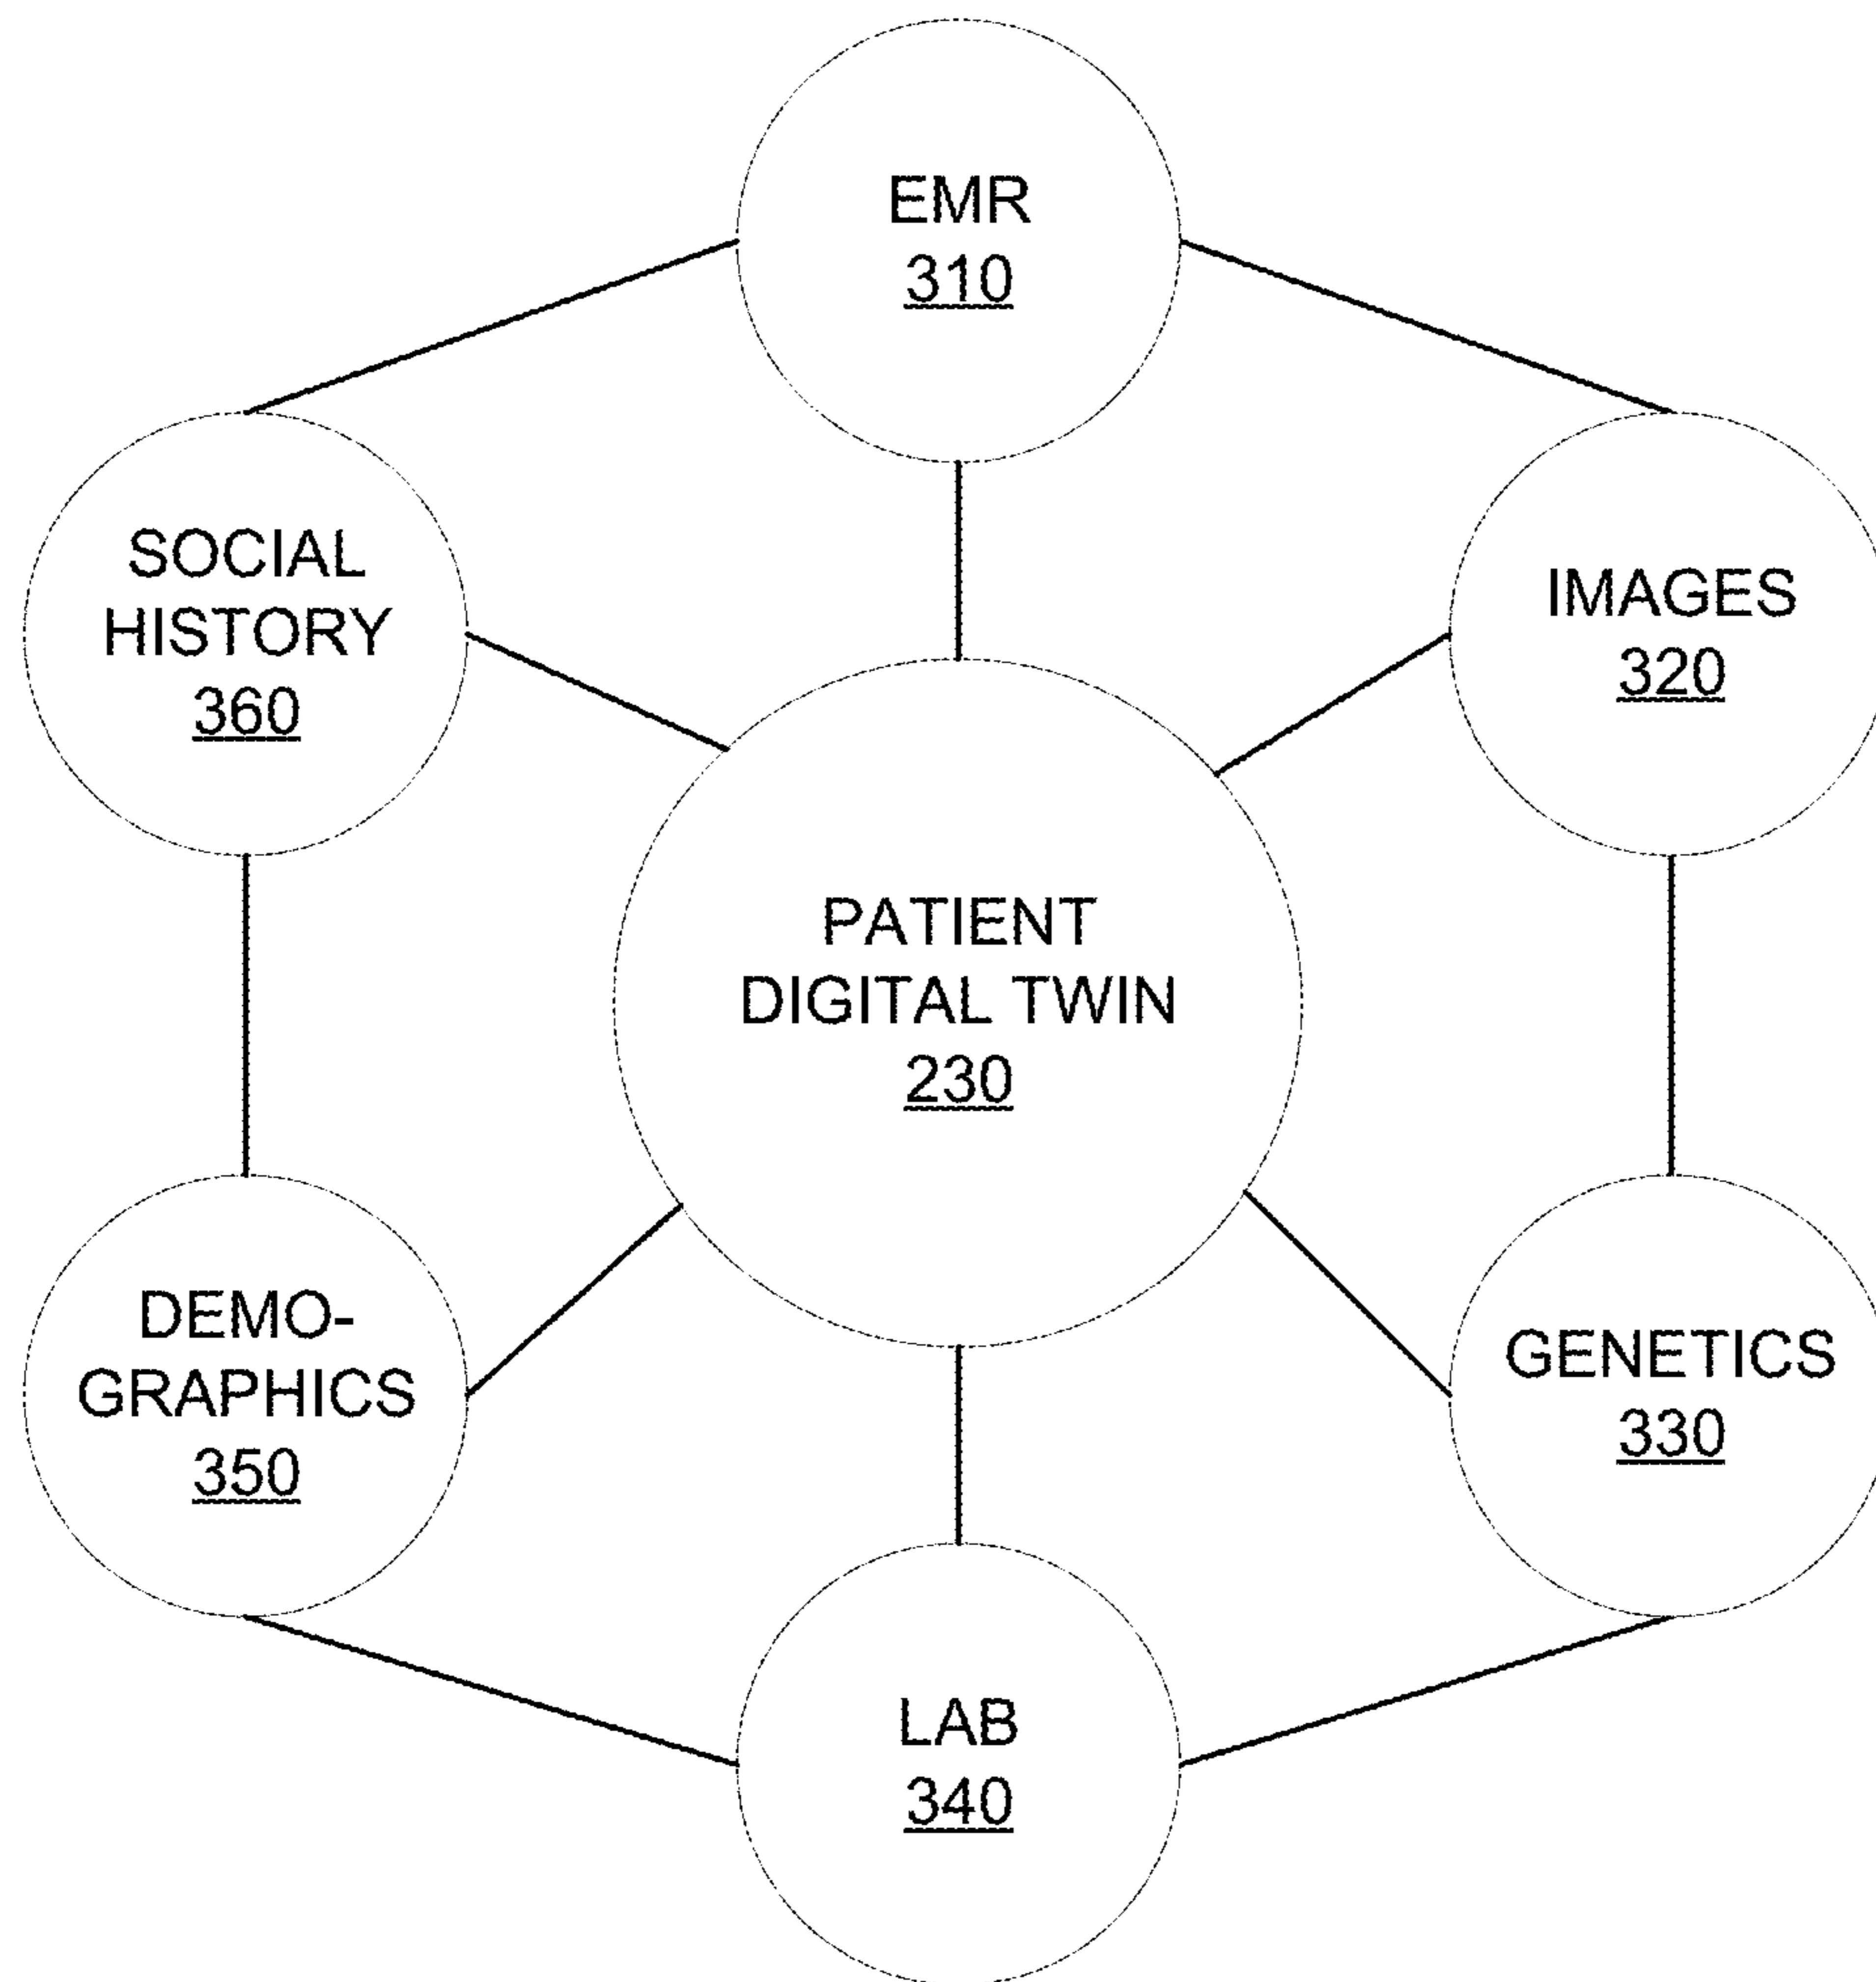 EMR
310
SOCIAL
HISTORY
360
IMAGES
320
PATIENT
DIGITAL TWIN
230
DEMO-
GRAPHICS
350
GENETICS
330
LAB
340